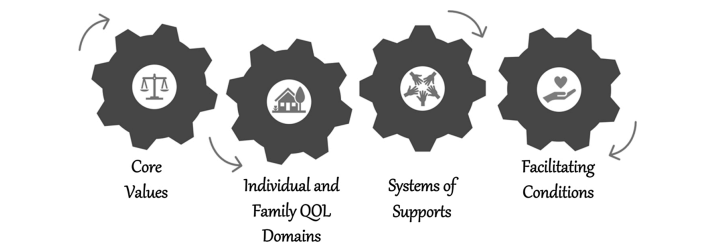 Core
Values
Individual and
Family QOL
Domains
Systems of
Supports
Facilitating
Conditions